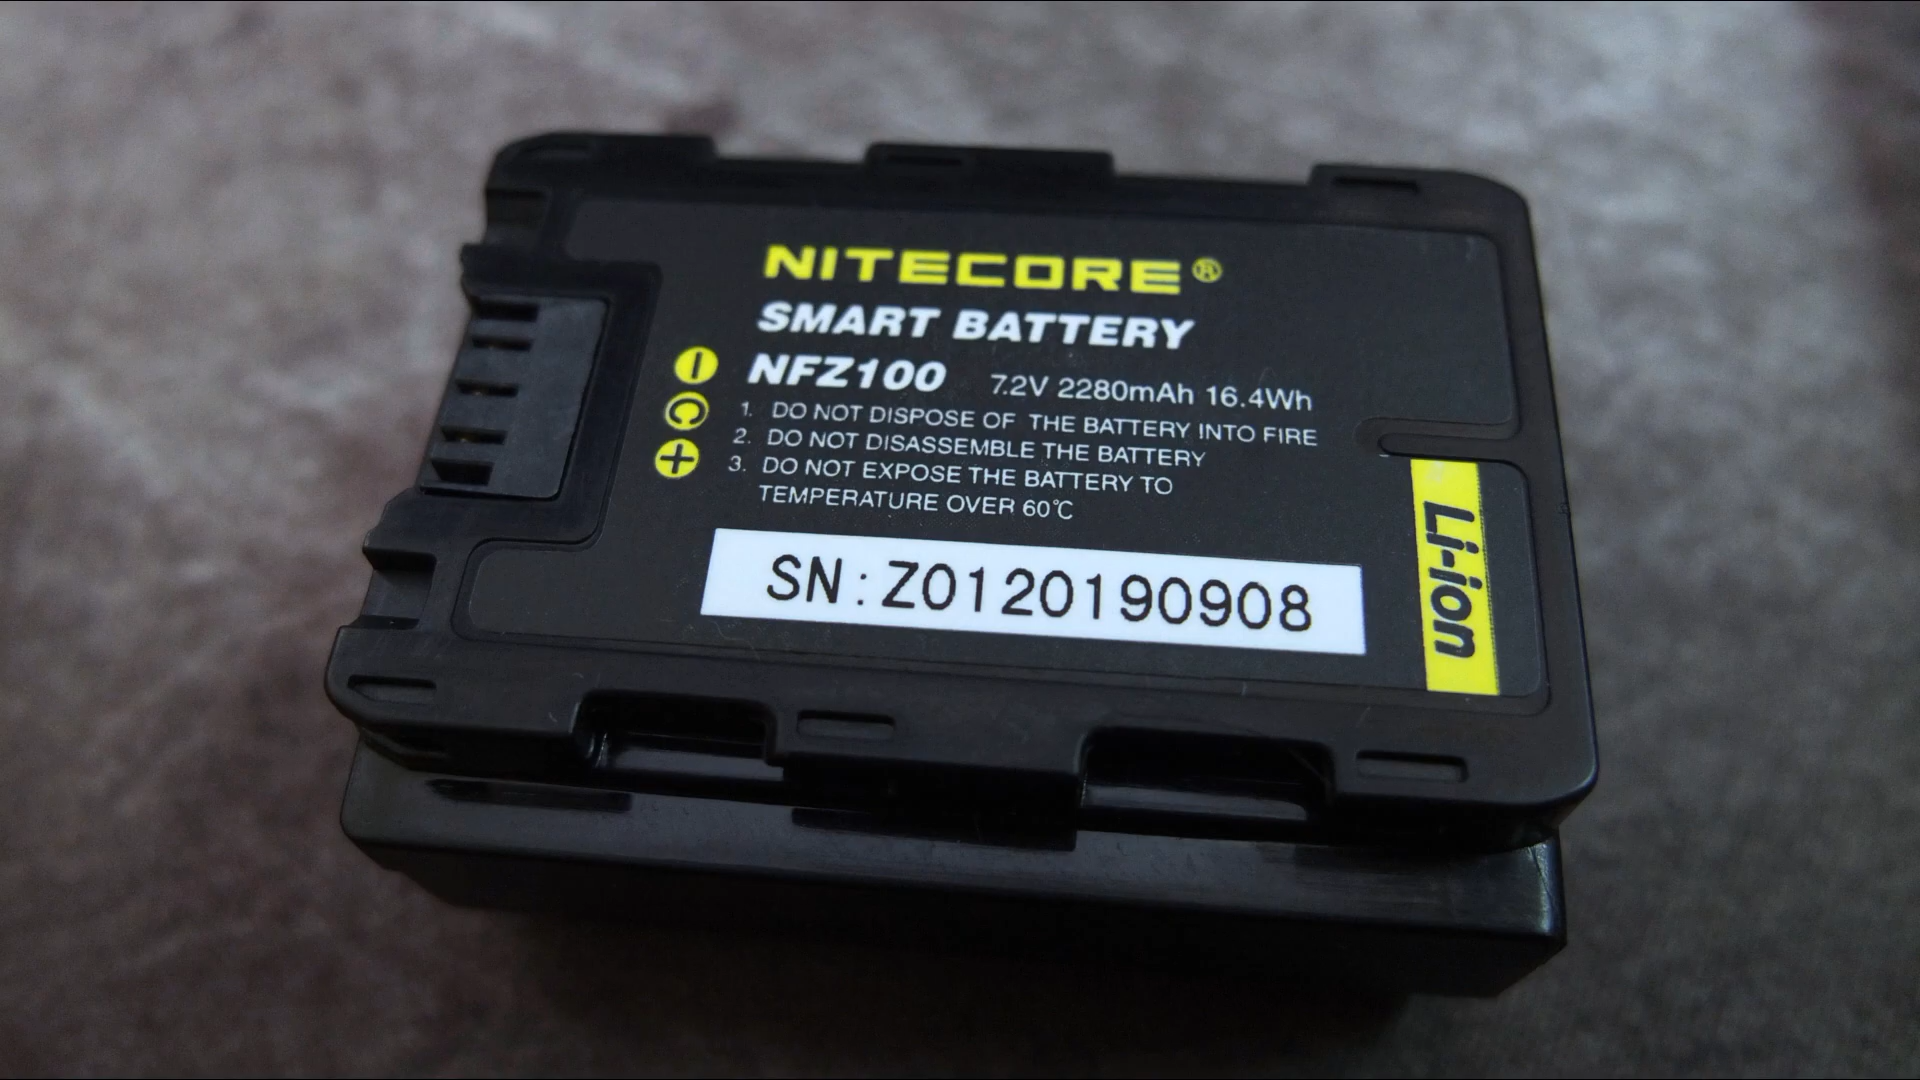 NITECORE®
SMART BATTERY
NFZ100 7.2V 2280mAh 16.4Wh
1. DO NOT DISPOSE OF THE BATTERY INTO FIRE
2. DO NOT DISASSEMBLE THE BATTERY
3. DO NOT EXPOSE THE BATTERY TO
TEMPERATURE OVER 60℃
SN:Z0120190908
Li-ion